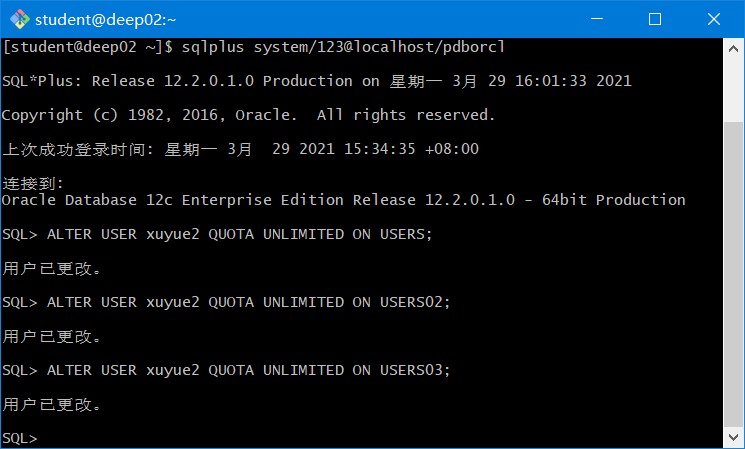 student@deep02:~
[student@deep02 ~]$ sqlplus system/123@localhost/pdborcl
SQL*Plus: Release 12.2.0.1.0 Production on 星期一 3月 29 16:01:33 2021
Copyright (c) 1982, 2016, Oracle.  All rights reserved.
上次成功登录时间: 星期一 3月  29 2021 15:34:35 +08:00
连接到:
Oracle Database 12c Enterprise Edition Release 12.2.0.1.0 - 64bit Production
SQL> ALTER USER xuyue2 QUOTA UNLIMITED ON USERS;
用户已更改。
SQL> ALTER USER xuyue2 QUOTA UNLIMITED ON USERS02;
用户已更改。
SQL> ALTER USER xuyue2 QUOTA UNLIMITED ON USERS03;
用户已更改。
SQL>